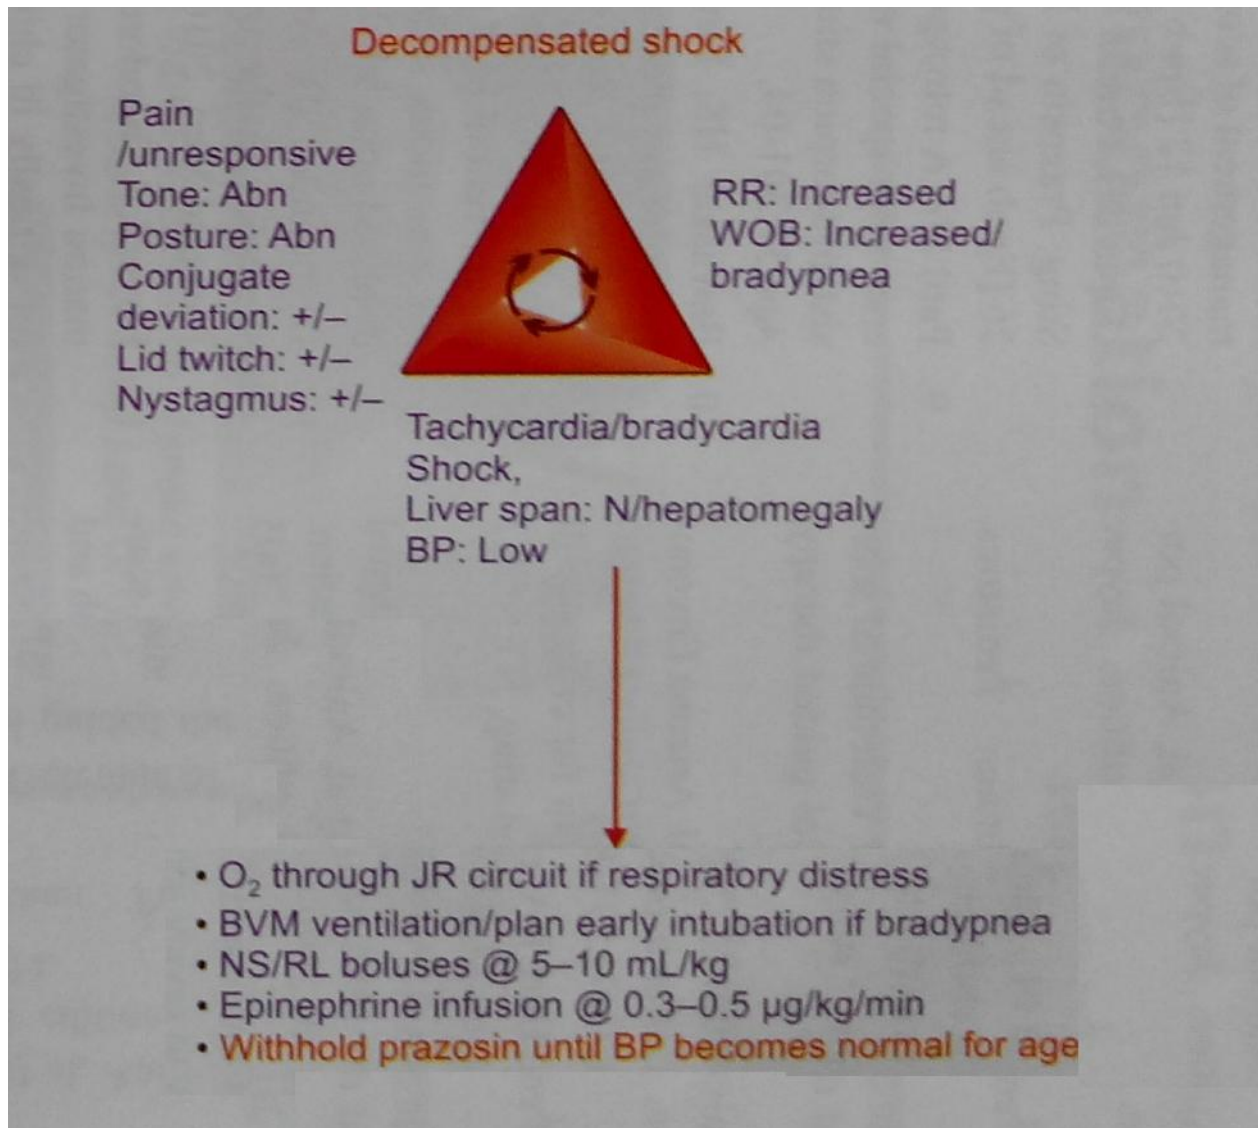 Decompensated shock
Pain
/unresponsive
Tone: Abn
Posture: Abn
Conjugate
deviation: +/–
Lid twitch: +/–
Nystagmus: +/–
RR: Increased
WOB: Increased/
bradypnea
Tachycardia/bradycardia
Shock,
Liver span: N/hepatomegaly
BP: Low
• O₂ through JR circuit if respiratory distress
• BVM ventilation/plan early intubation if bradypnea
• NS/RL boluses @ 5–10 mL/kg
• Epinephrine infusion @ 0.3–0.5 µg/kg/min
• Withhold prazosin until BP becomes normal for age